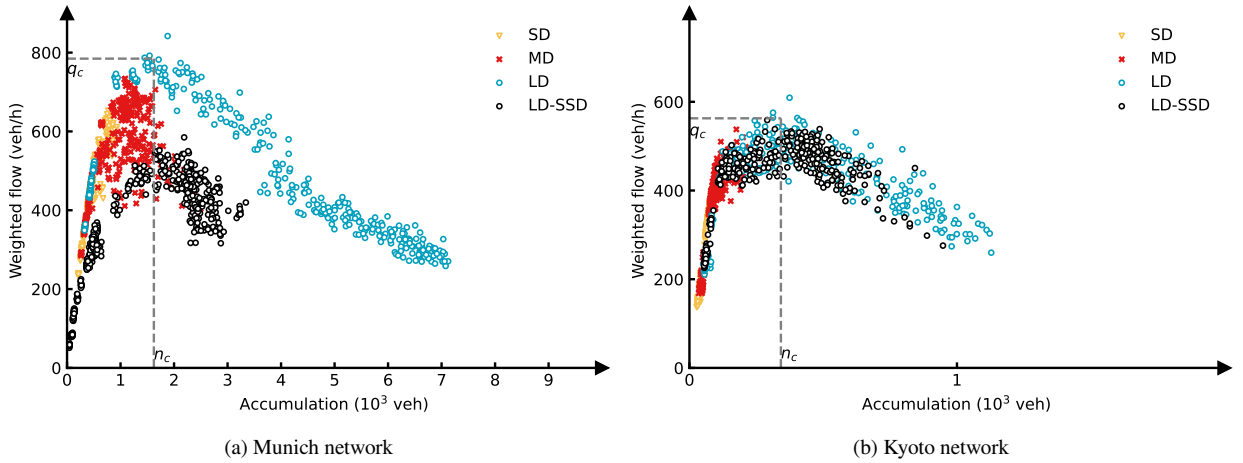 SD
MD
LD
LD-SSD
800
600
400
200
0
q_c
n_c
Weighted flow (veh/h)
0 1 2 3 4 5 6 7 8 9
Accumulation (10³ veh)
(a) Munich network
SD
MD
LD
LD-SSD
600
400
200
0
q_c
n_c
Weighted flow (veh/h)
0 1
Accumulation (10³ veh)
(b) Kyoto network